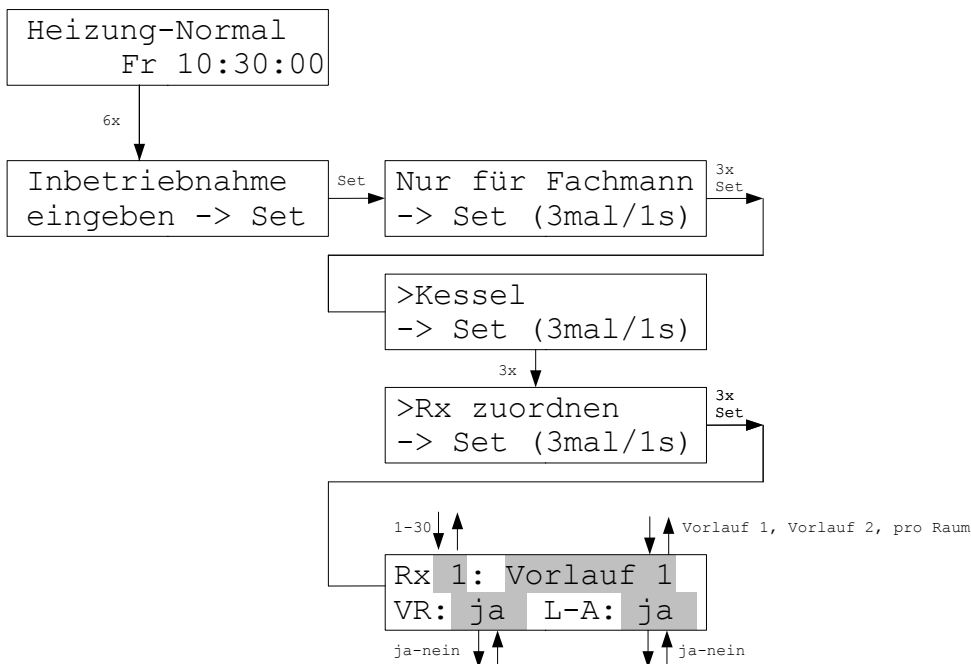 Heizung-Normal
Fr 10:30:00
6x
Inbetriebnahme
eingeben -> Set
Set
Nur für Fachmann
-> Set (3mal/1s)
3x
Set
>Kessel
-> Set (3mal/1s)
3x
>Rx zuordnen
-> Set (3mal/1s)
3x
Set
1-30
Vorlauf 1, Vorlauf 2, pro Raum
Rx 1: Vorlauf 1
VR: ja L-A: ja
ja-nein
ja-nein